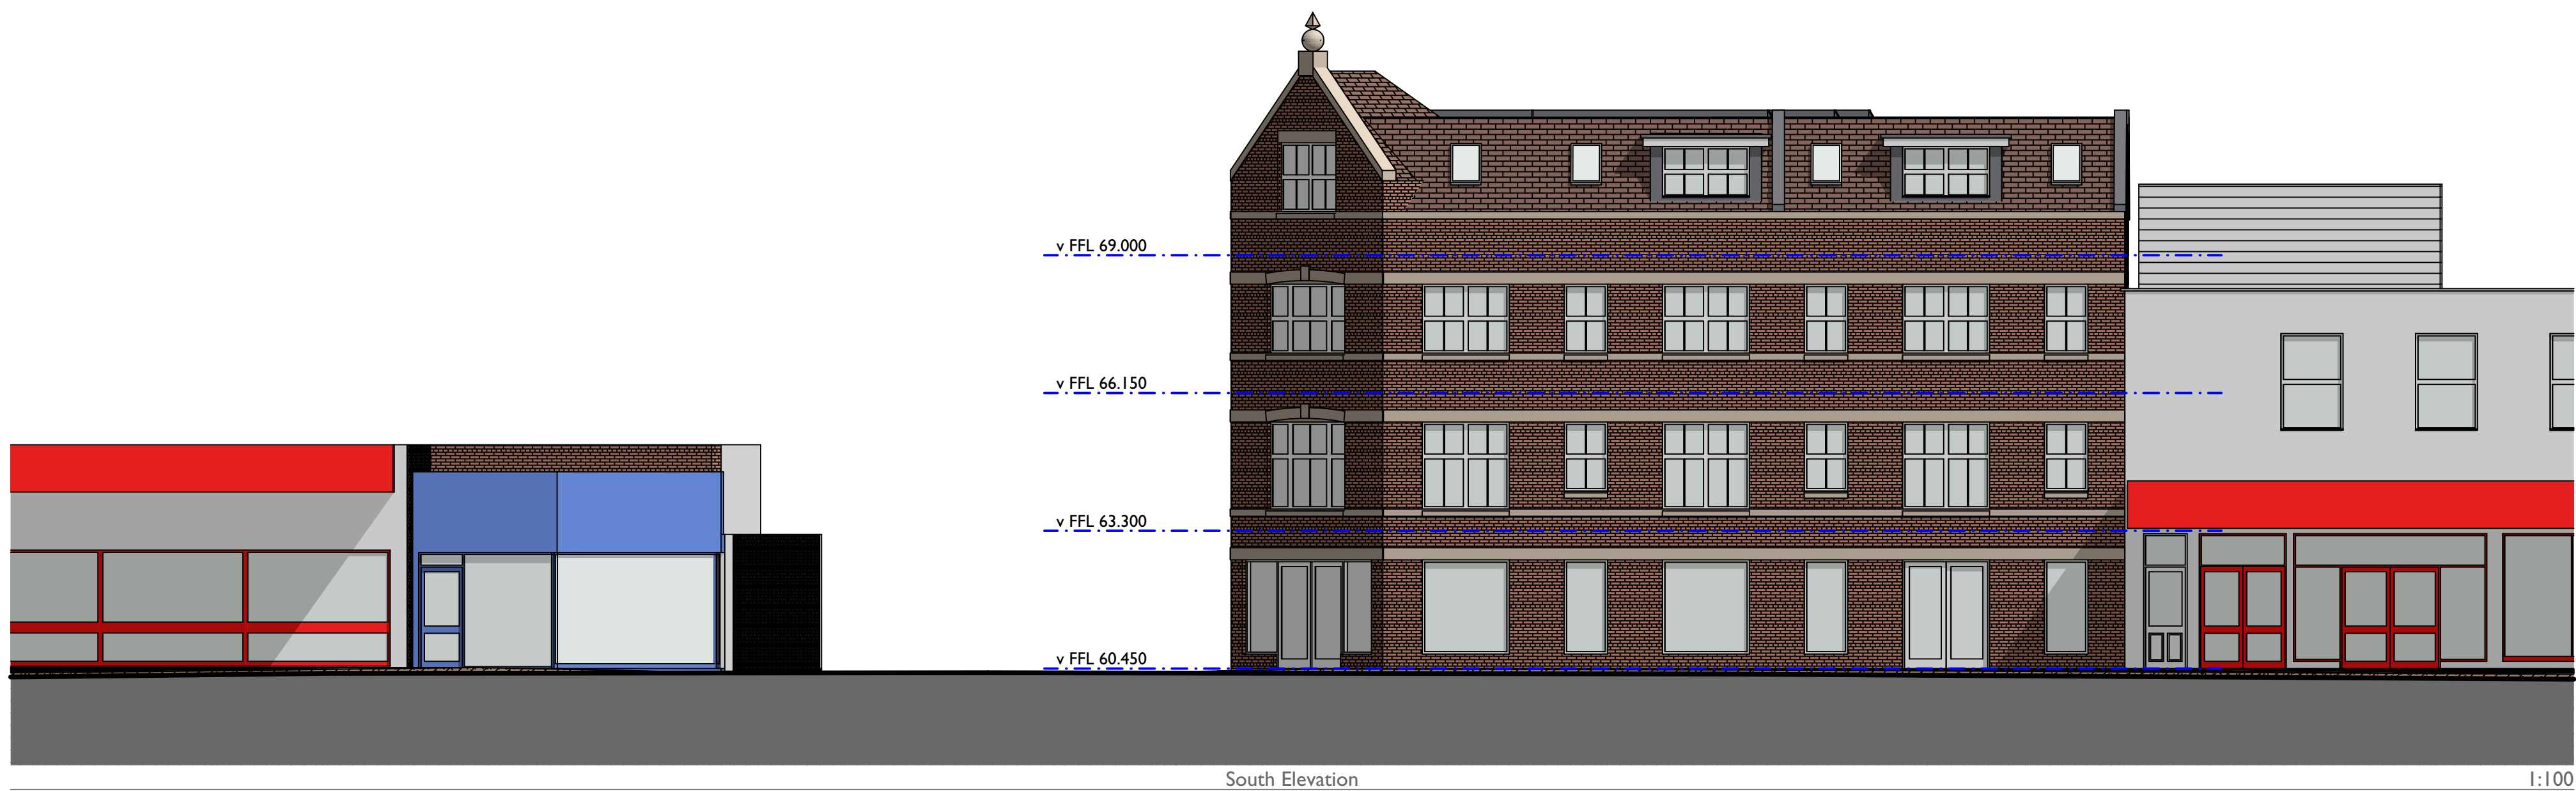 v FFL 69.000
v FFL 66.150
v FFL 63.300
v FFL 60.450
South Elevation
1:100